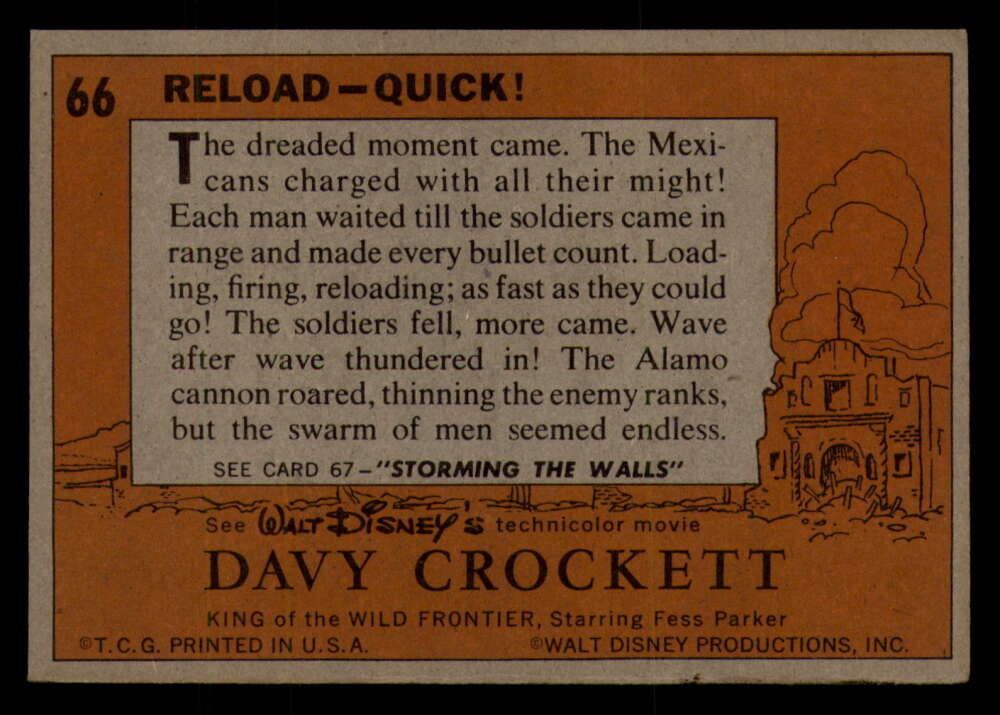 66 RELOAD—QUICK!
The dreaded moment came. The Mexi-
cans charged with all their might!
Each man waited till the soldiers came in
range and made every bullet count. Load-
ing, firing, reloading; as fast as they could
go! The soldiers fell, more came. Wave
after wave thundered in! The Alamo
cannon roared, thinning the enemy ranks,
but the swarm of men seemed endless.
SEE CARD 67—"STORMING THE WALLS"
See WALT DISNEY'S technicolor movie
DAVY CROCKETT
KING of the WILD FRONTIER, Starring Fess Parker
©T.C.G. PRINTED IN U.S.A. ©WALT DISNEY PRODUCTIONS, INC.